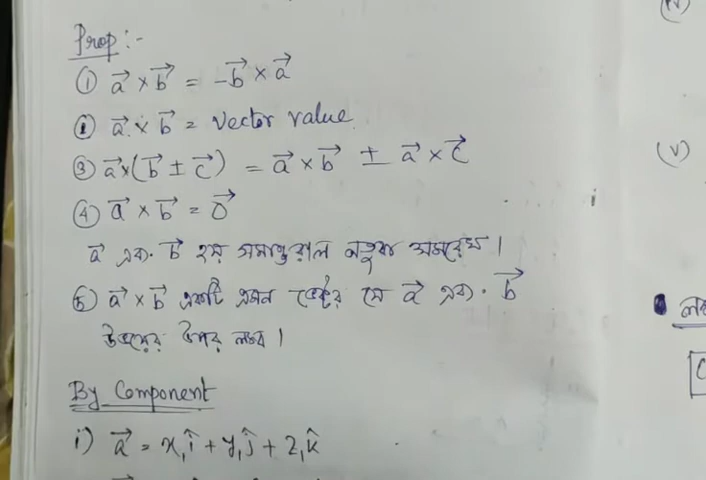 Prop :-
① a⃗ × b⃗ = -b⃗ × a⃗
② a⃗ × b⃗ = vector value
③ a⃗×(b⃗ ± c⃗) = a⃗ × b⃗ ± a⃗ × c⃗
④ a⃗ × b⃗ = 0⃗
a⃗ এবং b⃗ হয় সমান্তরাল নতুবা সমরেখ।
⑤ a⃗ × b⃗ একটি এমন ভেক্টর যে a⃗ এবং b⃗
উভয়ের উপর লম্ব।
By Component
i) a⃗ = x₁î + y₁ĵ + z₁k̂
(V)